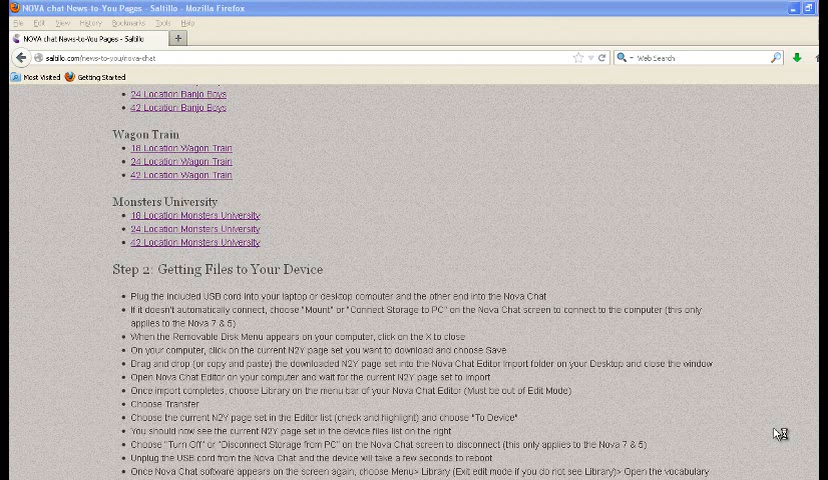 NOVA chat News-to-You Pages - Saltillo - Mozilla Firefox
File Edit View History Bookmarks Tools Help
NOVA chat News-to-You Pages - Saltillo
saltillo.com/news-to-you/nova-chat
Web Search
Most Visited Getting Started
24 Location Banjo Boys
42 Location Banjo Boys
Wagon Train
18 Location Wagon Train
24 Location Wagon Train
42 Location Wagon Train
Monsters University
18 Location Monsters University
24 Location Monsters University
42 Location Monsters University
Step 2: Getting Files to Your Device
Plug the included USB cord into your laptop or desktop computer and the other end into the Nova Chat
If it doesn't automatically connect, choose "Mount" or "Connect Storage to PC" on the Nova Chat screen to connect to the computer (this only
applies to the Nova 7 & 5)
When the Removable Disk Menu appears on your computer, click on the X to close
On your computer, click on the current N2Y page set you want to download and choose Save
Drag and drop (or copy and paste) the downloaded N2Y page set into the Nova Chat Editor Import folder on your Desktop and close the window
Open Nova Chat Editor on your computer and wait for the current N2Y page set to import
Once import completes, choose Library on the menu bar of your Nova Chat Editor (Must be out of Edit Mode)
Choose Transfer
Choose the current N2Y page set in the Editor list (check and highlight) and choose "To Device"
You should now see the current N2Y page set in the device files list on the right
Choose "Turn Off" or "Disconnect Storage from PC" on the Nova Chat screen to disconnect (this only applies to the Nova 7 & 5)
Unplug the USB cord from the Nova Chat and the device will take a few seconds to reboot
Once Nova Chat software appears on the screen again, choose Menu> Library (Exit edit mode if you do not see Library)> Open the vocabulary